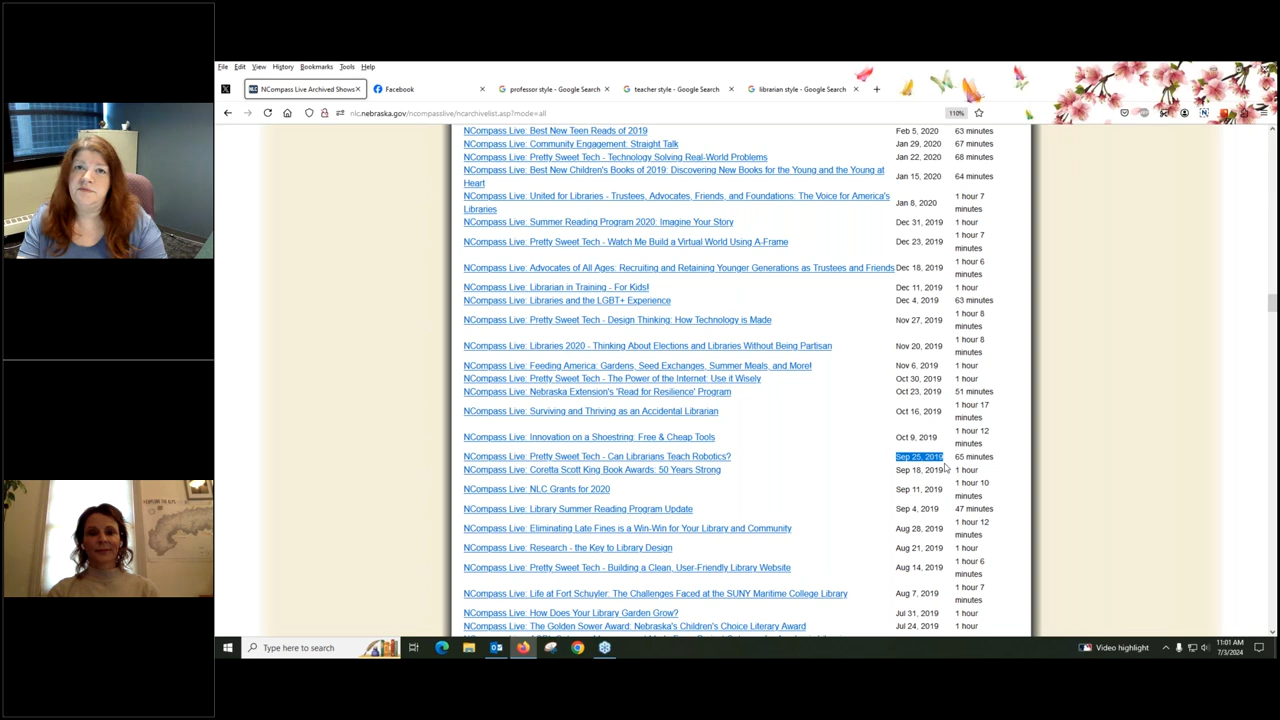 File Edit View History Bookmarks Tools Help
NCompass Live Archived Shows
Facebook
professor style - Google Search
teacher style - Google Search
librarian style - Google Search
nlc.nebraska.gov/ncompasslive/ncarchivelist.asp?mode=all
110%
NCompass Live: Best New Teen Reads of 2019 Feb 5, 2020 63 minutes
NCompass Live: Community Engagement: Straight Talk Jan 29, 2020 67 minutes
NCompass Live: Pretty Sweet Tech - Technology Solving Real-World Problems Jan 22, 2020 68 minutes
NCompass Live: Best New Children's Books of 2019: Discovering New Books for the Young and the Young at
Heart Jan 15, 2020 64 minutes
NCompass Live: United for Libraries - Trustees, Advocates, Friends, and Foundations: The Voice for America's
Libraries Jan 8, 2020 1 hour 7
minutes
NCompass Live: Summer Reading Program 2020: Imagine Your Story Dec 31, 2019 1 hour
NCompass Live: Pretty Sweet Tech - Watch Me Build a Virtual World Using A-Frame Dec 23, 2019 1 hour 7
minutes
NCompass Live: Advocates of All Ages: Recruiting and Retaining Younger Generations as Trustees and Friends Dec 18, 2019 1 hour 6
minutes
NCompass Live: Librarian in Training - For Kids! Dec 11, 2019 1 hour
NCompass Live: Libraries and the LGBT+ Experience Dec 4, 2019 63 minutes
NCompass Live: Pretty Sweet Tech - Design Thinking: How Technology is Made Nov 27, 2019 1 hour 8
minutes
NCompass Live: Libraries 2020 - Thinking About Elections and Libraries Without Being Partisan Nov 20, 2019 1 hour 8
minutes
NCompass Live: Feeding America: Gardens, Seed Exchanges, Summer Meals, and More! Nov 6, 2019 1 hour
NCompass Live: Pretty Sweet Tech - The Power of the Internet: Use it Wisely Oct 30, 2019 1 hour
NCompass Live: Nebraska Extension's 'Read for Resilience' Program Oct 23, 2019 51 minutes
NCompass Live: Surviving and Thriving as an Accidental Librarian Oct 16, 2019 1 hour 17
minutes
NCompass Live: Innovation on a Shoestring: Free & Cheap Tools Oct 9, 2019 1 hour 12
minutes
NCompass Live: Pretty Sweet Tech - Can Librarians Teach Robotics? Sep 25, 2019 65 minutes
NCompass Live: Coretta Scott King Book Awards: 50 Years Strong Sep 18, 2019 1 hour
NCompass Live: NLC Grants for 2020 Sep 11, 2019 1 hour 10
minutes
NCompass Live: Library Summer Reading Program Update Sep 4, 2019 47 minutes
NCompass Live: Eliminating Late Fines is a Win-Win for Your Library and Community Aug 28, 2019 1 hour 12
minutes
NCompass Live: Research - the Key to Library Design Aug 21, 2019 1 hour
NCompass Live: Pretty Sweet Tech - Building a Clean, User-Friendly Library Website Aug 14, 2019 1 hour 6
minutes
NCompass Live: Life at Fort Schuyler: The Challenges Faced at the SUNY Maritime College Library Aug 7, 2019 1 hour 7
minutes
NCompass Live: How Does Your Library Garden Grow? Jul 31, 2019 1 hour
NCompass Live: The Golden Sower Award: Nebraska's Children's Choice Literary Award Jul 24, 2019 1 hour
Type here to search
Video highlight
11:01 AM
7/3/2024